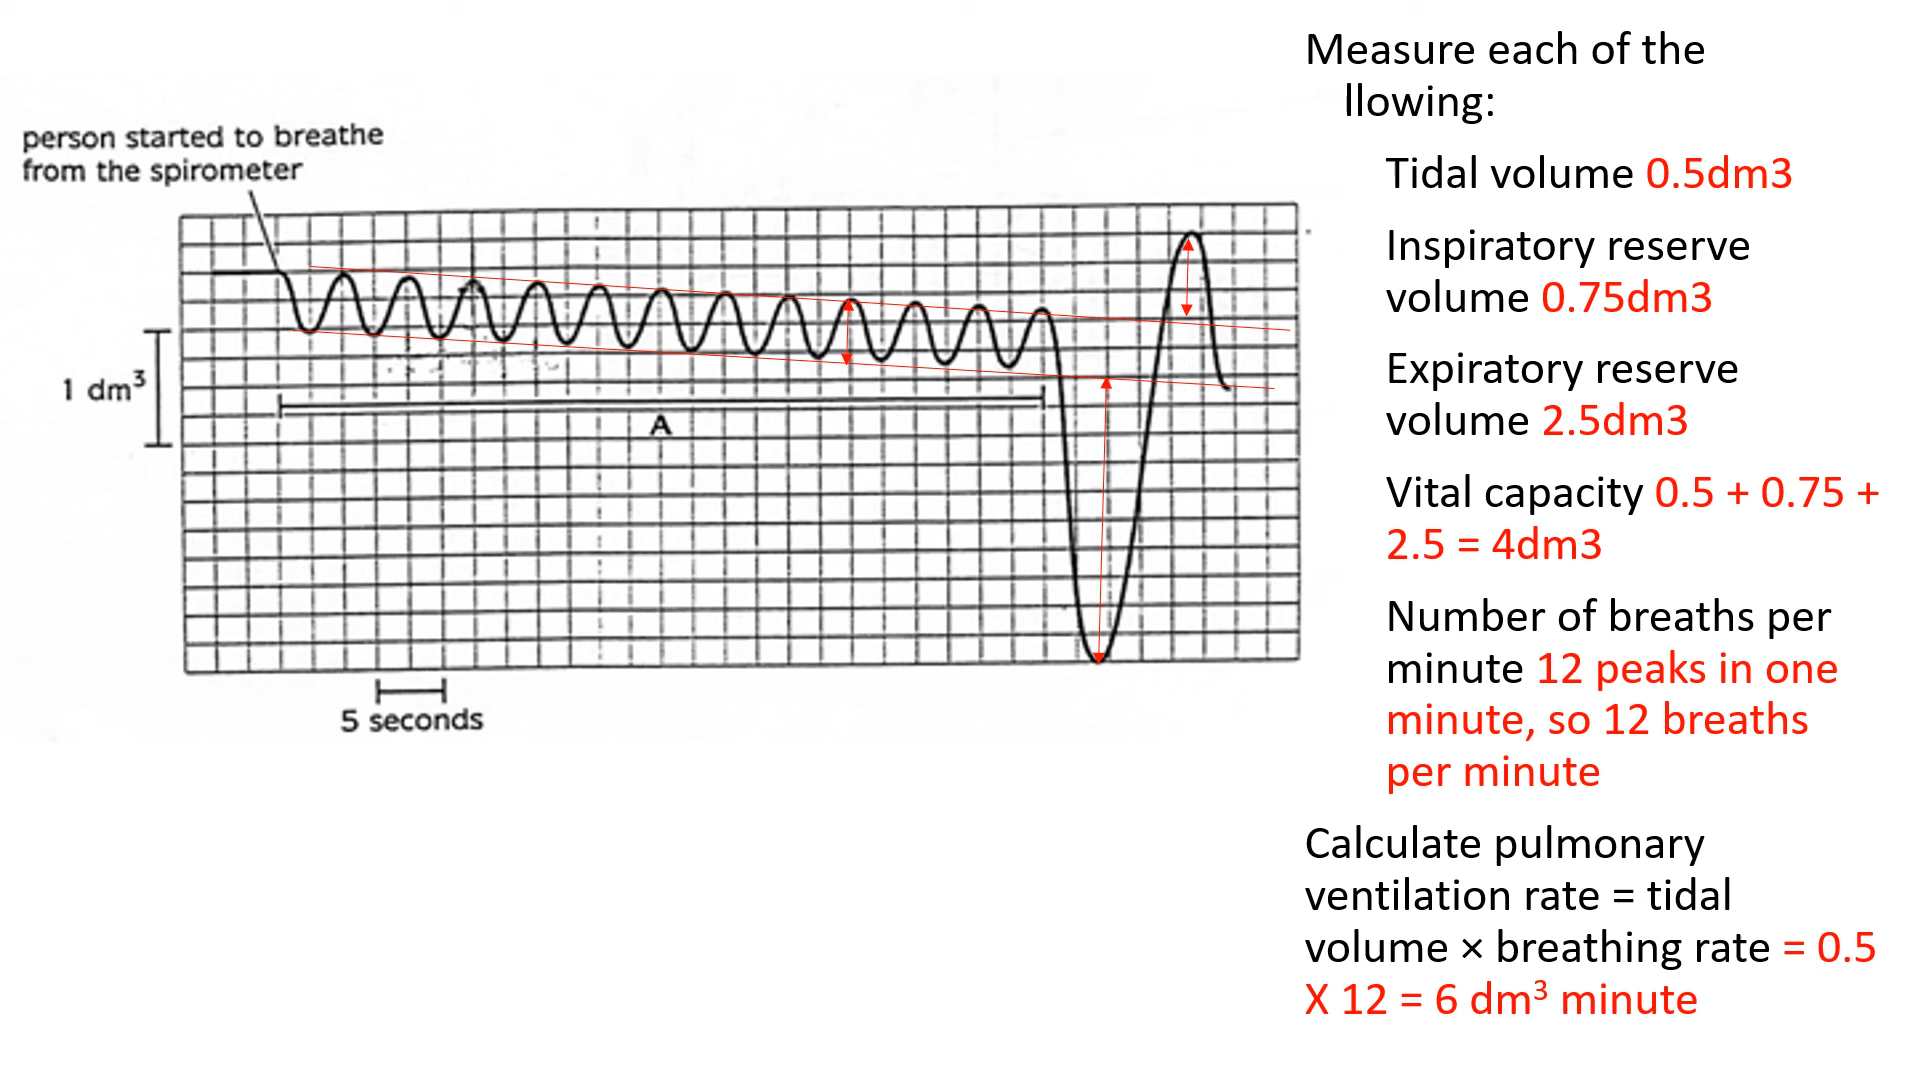 person started to breathe
from the spirometer
1 dm³
A
5 seconds
Measure each of the
llowing:
Tidal volume 0.5dm3
Inspiratory reserve
volume 0.75dm3
Expiratory reserve
volume 2.5dm3
Vital capacity 0.5 + 0.75 +
2.5 = 4dm3
Number of breaths per
minute 12 peaks in one
minute, so 12 breaths
per minute
Calculate pulmonary
ventilation rate = tidal
volume × breathing rate = 0.5
X 12 = 6 dm³ minute